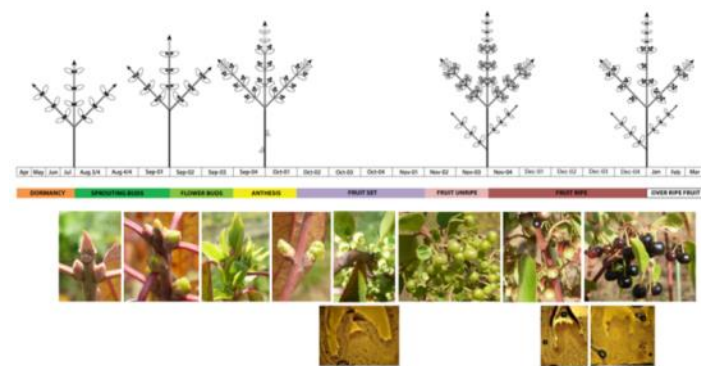 Apr May Jun Jul Aug 3/4 Aug-4/4 Sep-01 Sep-02 Sep-03 Sep-04 Oct-01 Oct-02 Oct-03 Oct-04 Nov-01 Nov-02 Nov-03 Nov-04 Dec-01 Dec-02 Dec-03 Dec-04 Jan Feb Mar
DORMANCY SPROUTING BUDS FLOWER BUDS ANTHESIS FRUIT SET FRUIT UNRIPE FRUIT RIPE OVER RIPE FRUIT